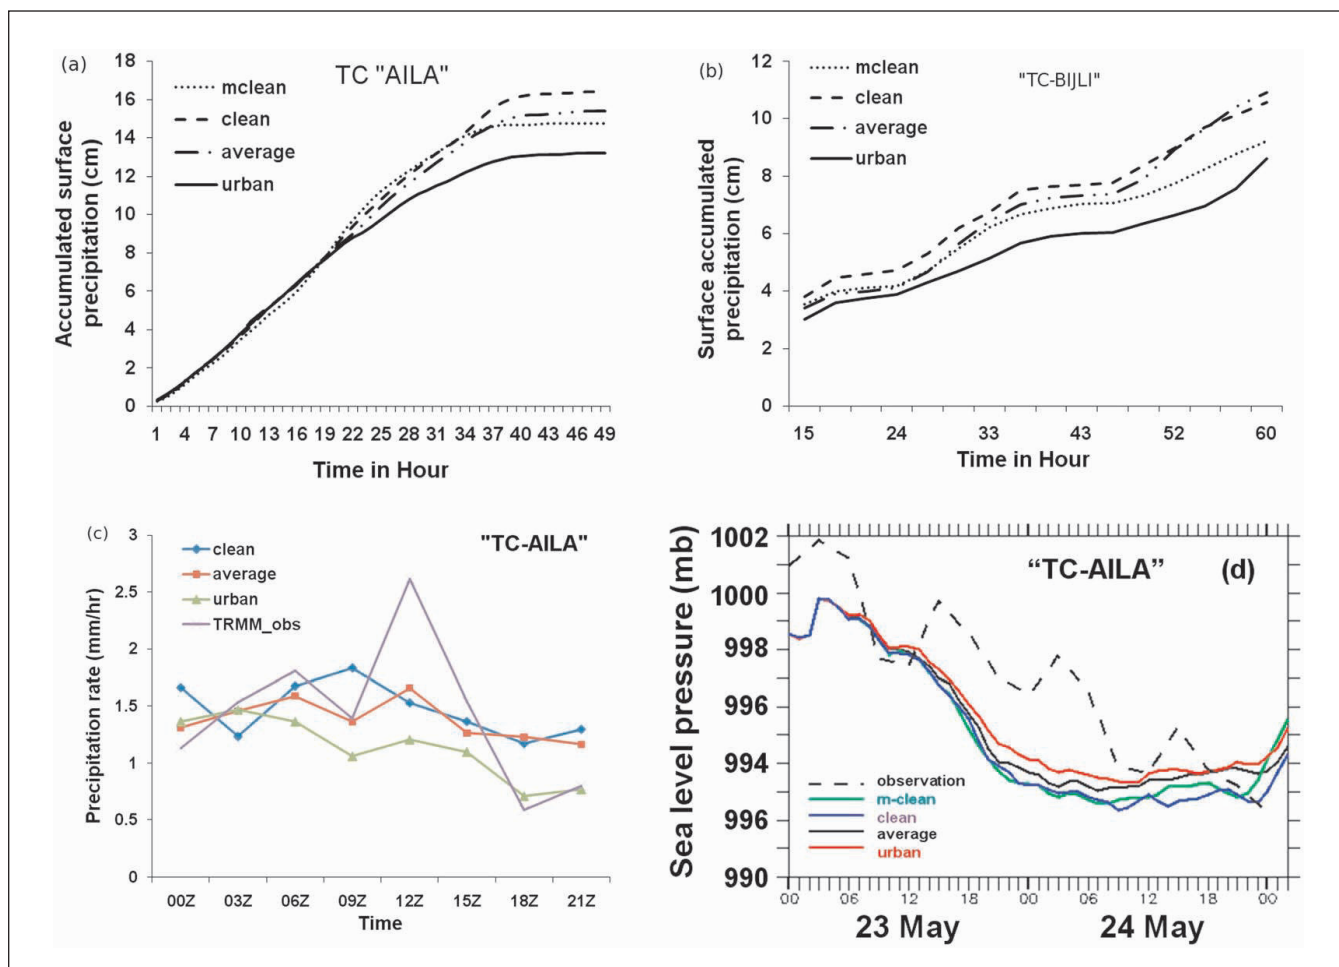 (a)
TC "AILA"
18
16
14
12
10
8
6
4
2
0
mclean
clean
average
urban
Accumulated surface
precipitation (cm)
1 4 7 10 13 16 19 22 25 28 31 34 37 40 43 46 49
Time in Hour
(b)
"TC-BIJLI"
12
10
8
6
4
2
0
mclean
clean
average
urban
Surface accumulated
precipitation (cm)
15 24 33 43 52 60
Time in Hour
(c)
"TC-AILA"
3
2.5
2
1.5
1
0.5
0
clean
average
urban
TRMM_obs
Precipitation rate (mm/hr)
00Z 03Z 06Z 09Z 12Z 15Z 18Z 21Z
Time
“TC-AILA” (d)
1002
1000
998
996
994
996
990
Sea level pressure (mb)
observation
m-clean
clean
average
urban
00 06 12 18 00 06 12 18 00
23 May 24 May